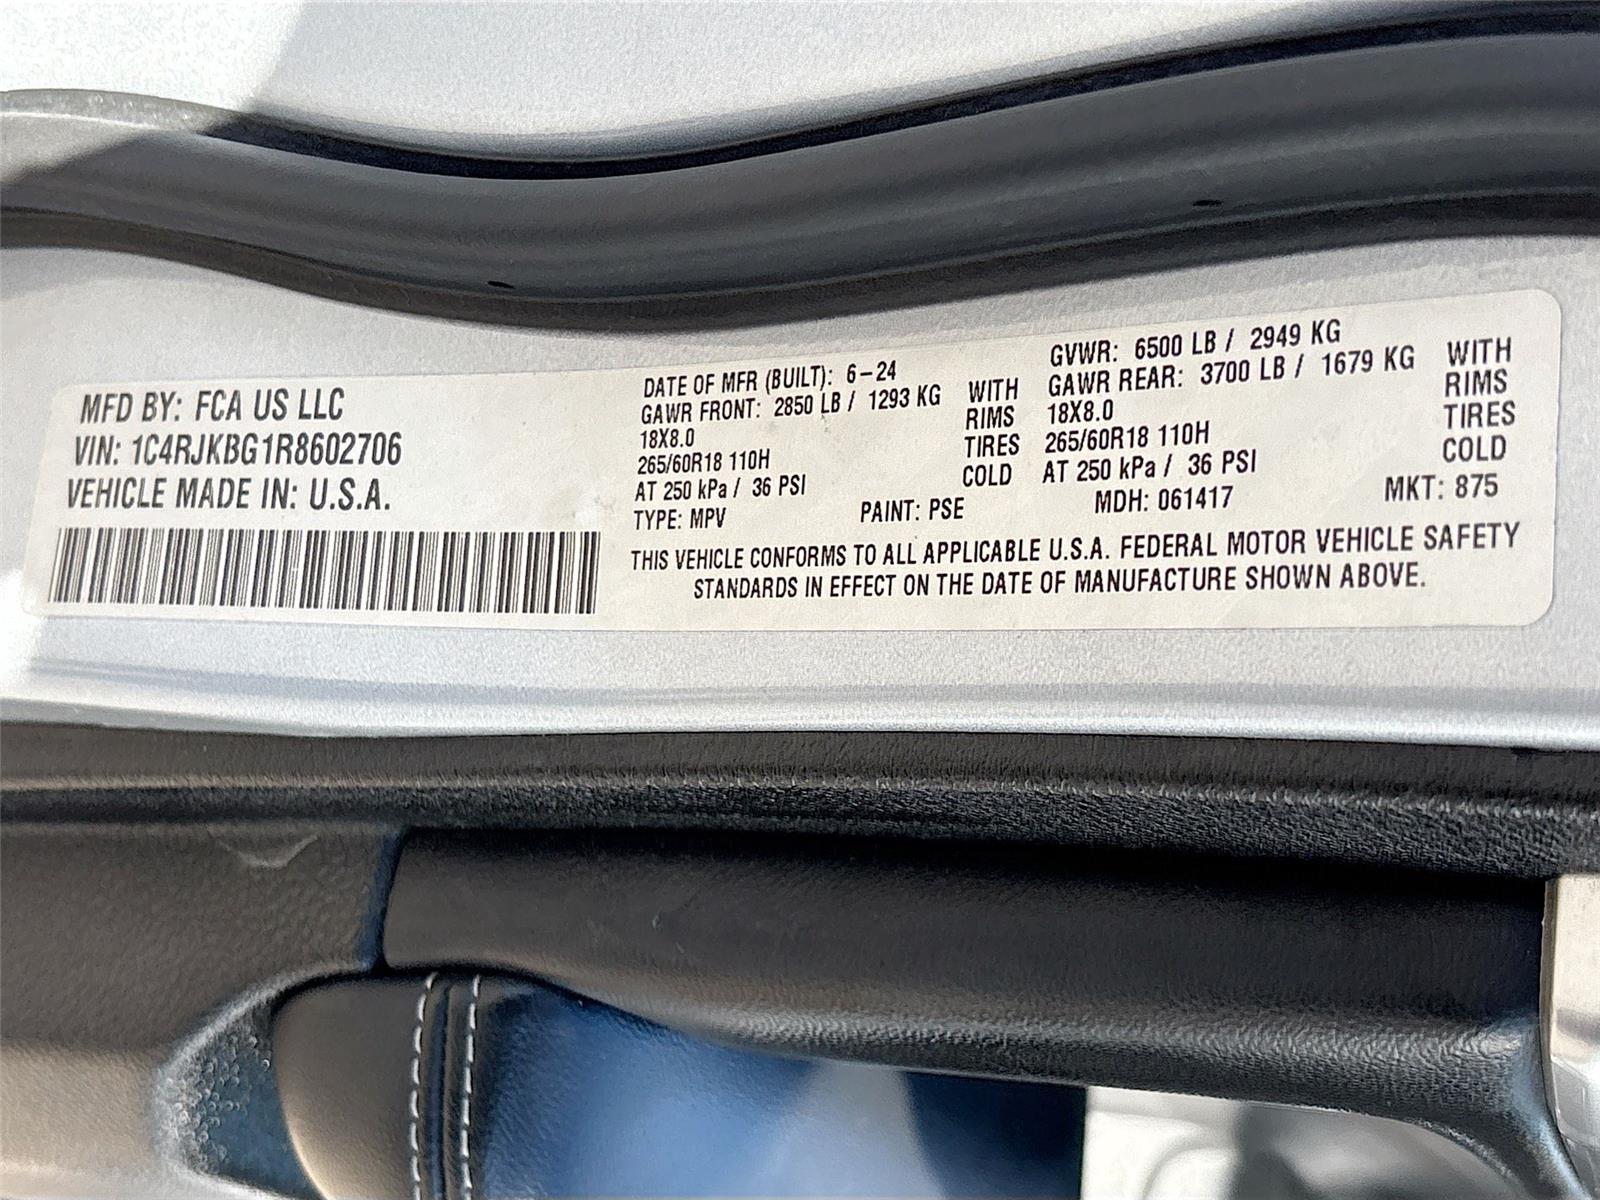 MFD BY: FCA US LLC
VIN: 1C4RJKBG1R8602706
VEHICLE MADE IN: U.S.A.
DATE OF MFR (BUILT): 6-24
GAWR FRONT: 2850 LB / 1293 KG WITH
18X8.0 RIMS
265/60R18 110H TIRES
AT 250 kPa / 36 PSI COLD
GVWR: 6500 LB / 2949 KG
GAWR REAR: 3700 LB / 1679 KG WITH
18X8.0 RIMS
265/60R18 110H TIRES
AT 250 kPa / 36 PSI COLD
TYPE: MPV PAINT: PSE MDH: 061417 MKT: 875
THIS VEHICLE CONFORMS TO ALL APPLICABLE U.S.A. FEDERAL MOTOR VEHICLE SAFETY
STANDARDS IN EFFECT ON THE DATE OF MANUFACTURE SHOWN ABOVE.